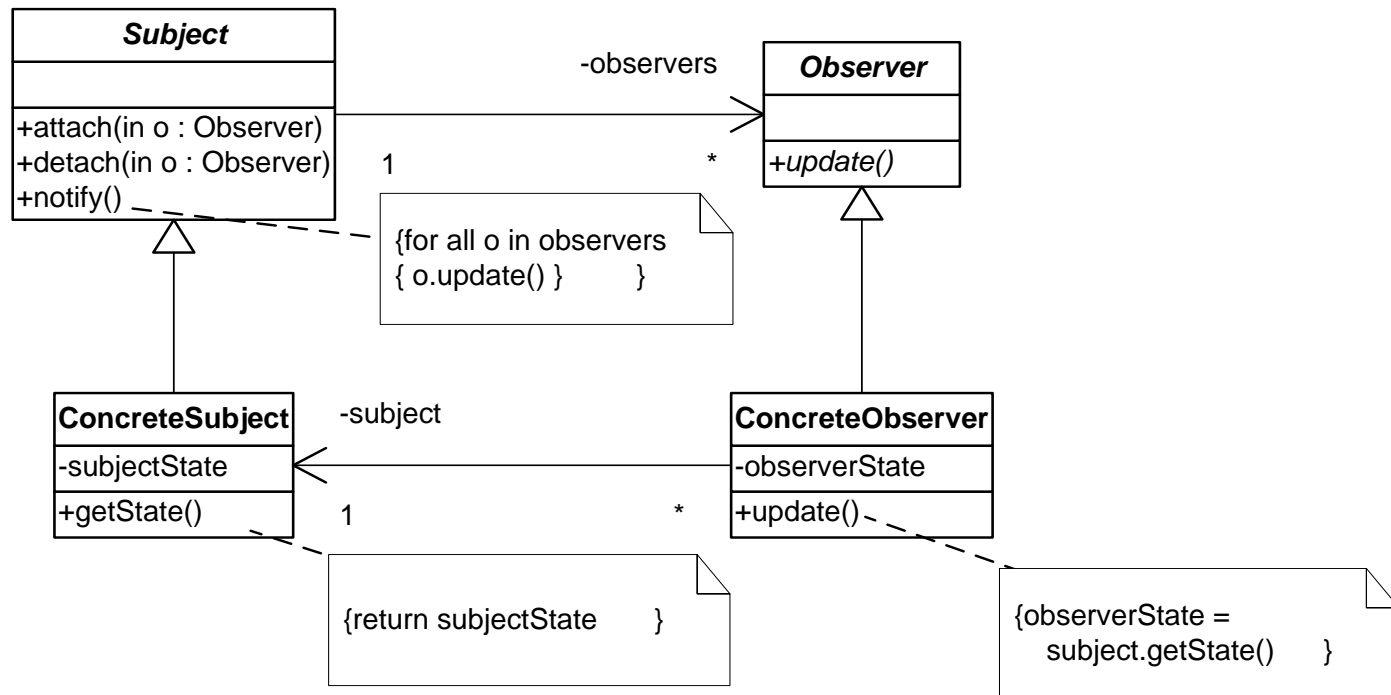 Subject
+attach(in o : Observer)
+detach(in o : Observer)
+notify()
-observers
1
*
Observer
+update()
{for all o in observers
{ o.update() } }
ConcreteSubject
-subjectState
+getState()
-subject
1
*
ConcreteObserver
-observerState
+update()
{return subjectState }
{observerState =
subject.getState() }